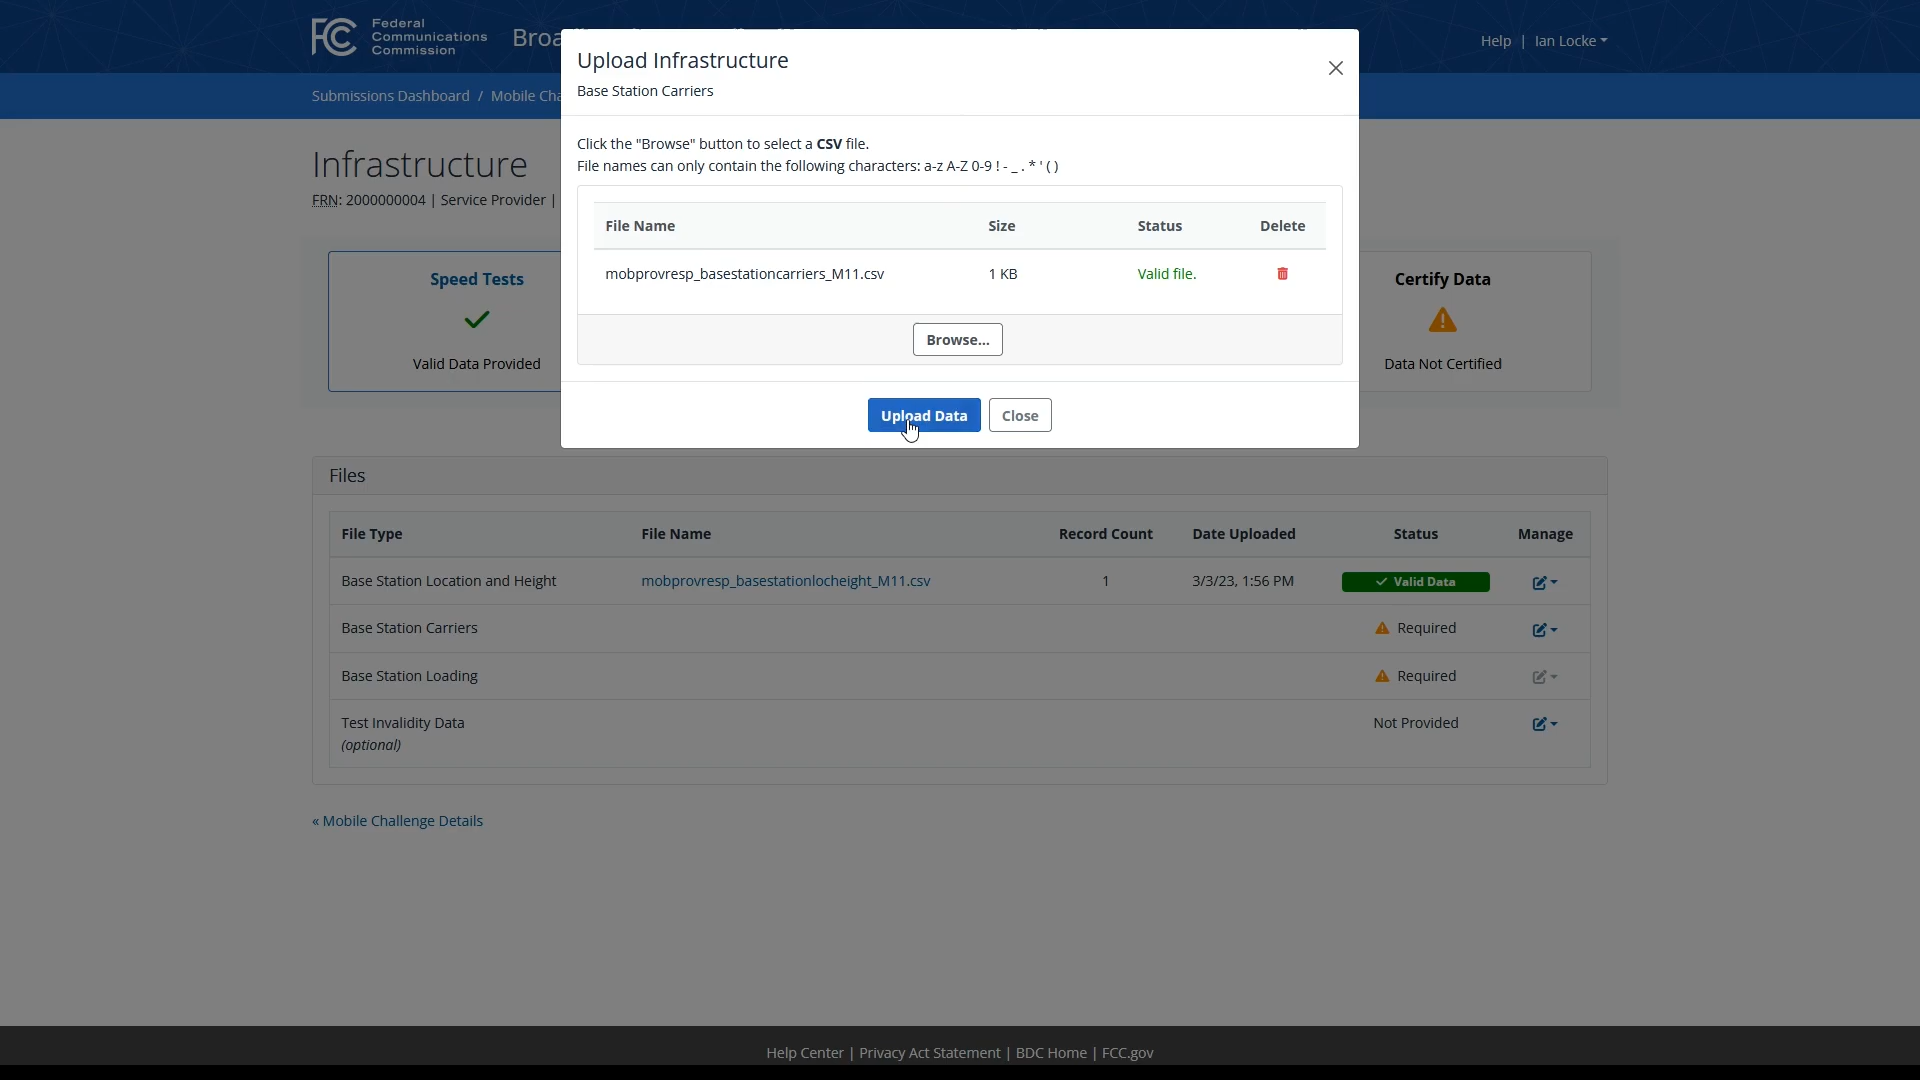 Federal
Communications
Commission
Help | Ian Locke
Submissions Dashboard / Mobile
Upload Infrastructure
Base Station Carriers
Click the "Browse" button to select a CSV file.
File names can only contain the following characters: a-z A-Z 0-9 ! - _ . * ' ( )
Infrastructure
FRN: 2000000004 | Service Provider |
File Name Size Status Delete
mobprovresp_basestationcarriers_M11.csv 1 KB Valid file.
Browse...
Speed Tests
Valid Data Provided
Certify Data
Data Not Certified
Upload Data Close
Files
File Type File Name Record Count Date Uploaded Status Manage
Base Station Location and Height mobprovresp_basestationlocheight_M11.csv 1 3/3/23, 1:56 PM Valid Data
Base Station Carriers Required
Base Station Loading Required
Test Invalidity Data Not Provided
(optional)
« Mobile Challenge Details
Help Center | Privacy Act Statement | BDC Home | FCC.gov